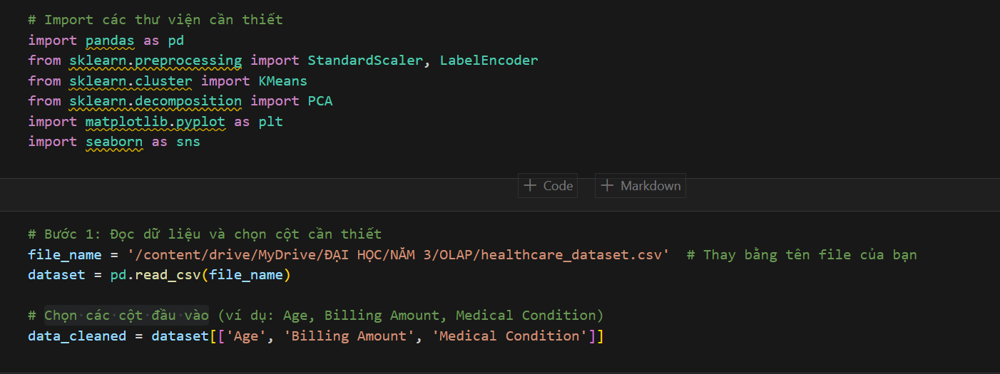 # Import các thư viện cần thiết
import pandas as pd
from sklearn.preprocessing import StandardScaler, LabelEncoder
from sklearn.cluster import KMeans
from sklearn.decomposition import PCA
import matplotlib.pyplot as plt
import seaborn as sns
+ Code + Markdown
# Bước 1: Đọc dữ liệu và chọn cột cần thiết
file_name = '/content/drive/MyDrive/ĐẠI HỌC/NĂM 3/OLAP/healthcare_dataset.csv'  # Thay bằng tên file của bạn
dataset = pd.read_csv(file_name)
# Chọn các cột đầu vào (ví dụ: Age, Billing Amount, Medical Condition)
data_cleaned = dataset[['Age', 'Billing Amount', 'Medical Condition']]